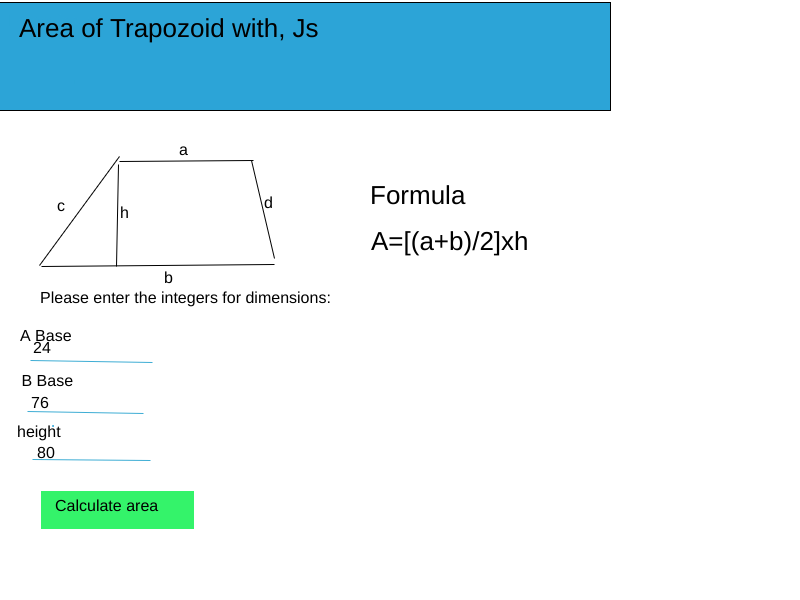 Area of Trapozoid with, Js
a
c
h
d
Formula
A=[(a+b)/2]xh
b
Please enter the integers for dimensions:
A Base
24
B Base
76
height
80
Calculate area